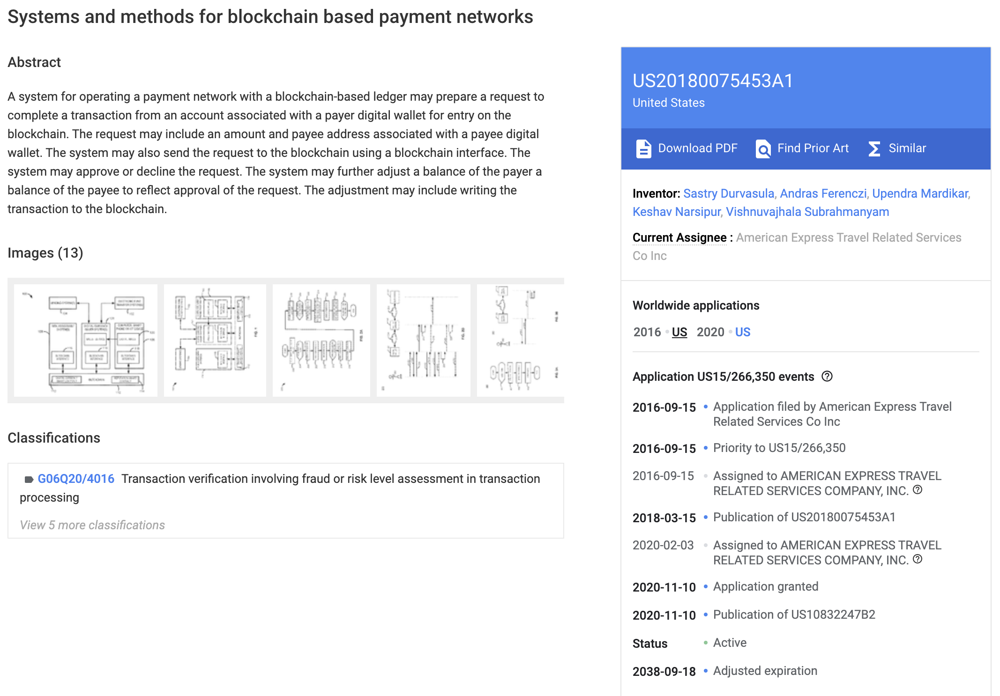 Systems and methods for blockchain based payment networks
Abstract
A system for operating a payment network with a blockchain-based ledger may prepare a request to
complete a transaction from an account associated with a payer digital wallet for entry on the
blockchain. The request may include an amount and payee address associated with a payee digital
wallet. The system may also send the request to the blockchain using a blockchain interface. The
system may approve or decline the request. The system may further adjust a balance of the payer a
balance of the payee to reflect approval of the request. The adjustment may include writing the
transaction to the blockchain.
Images (13)
Classifications
G06Q20/4016 Transaction verification involving fraud or risk level assessment in transaction
processing
View 5 more classifications
US20180075453A1
United States
Download PDF Find Prior Art Similar
Inventor: Sastry Durvasula, Andras Ferenczi, Upendra Mardikar,
Keshav Narsipur, Vishnuvajhala Subrahmanyam
Current Assignee : American Express Travel Related Services
Co Inc
Worldwide applications
2016 • US 2020 • US
Application US15/266,350 events
2016-09-15 • Application filed by American Express Travel
Related Services Co Inc
2016-09-15 • Priority to US15/266,350
2016-09-15 • Assigned to AMERICAN EXPRESS TRAVEL
RELATED SERVICES COMPANY, INC.
2018-03-15 • Publication of US20180075453A1
2020-02-03 • Assigned to AMERICAN EXPRESS TRAVEL
RELATED SERVICES COMPANY, INC.
2020-11-10 • Application granted
2020-11-10 • Publication of US10832247B2
Status • Active
2038-09-18 • Adjusted expiration